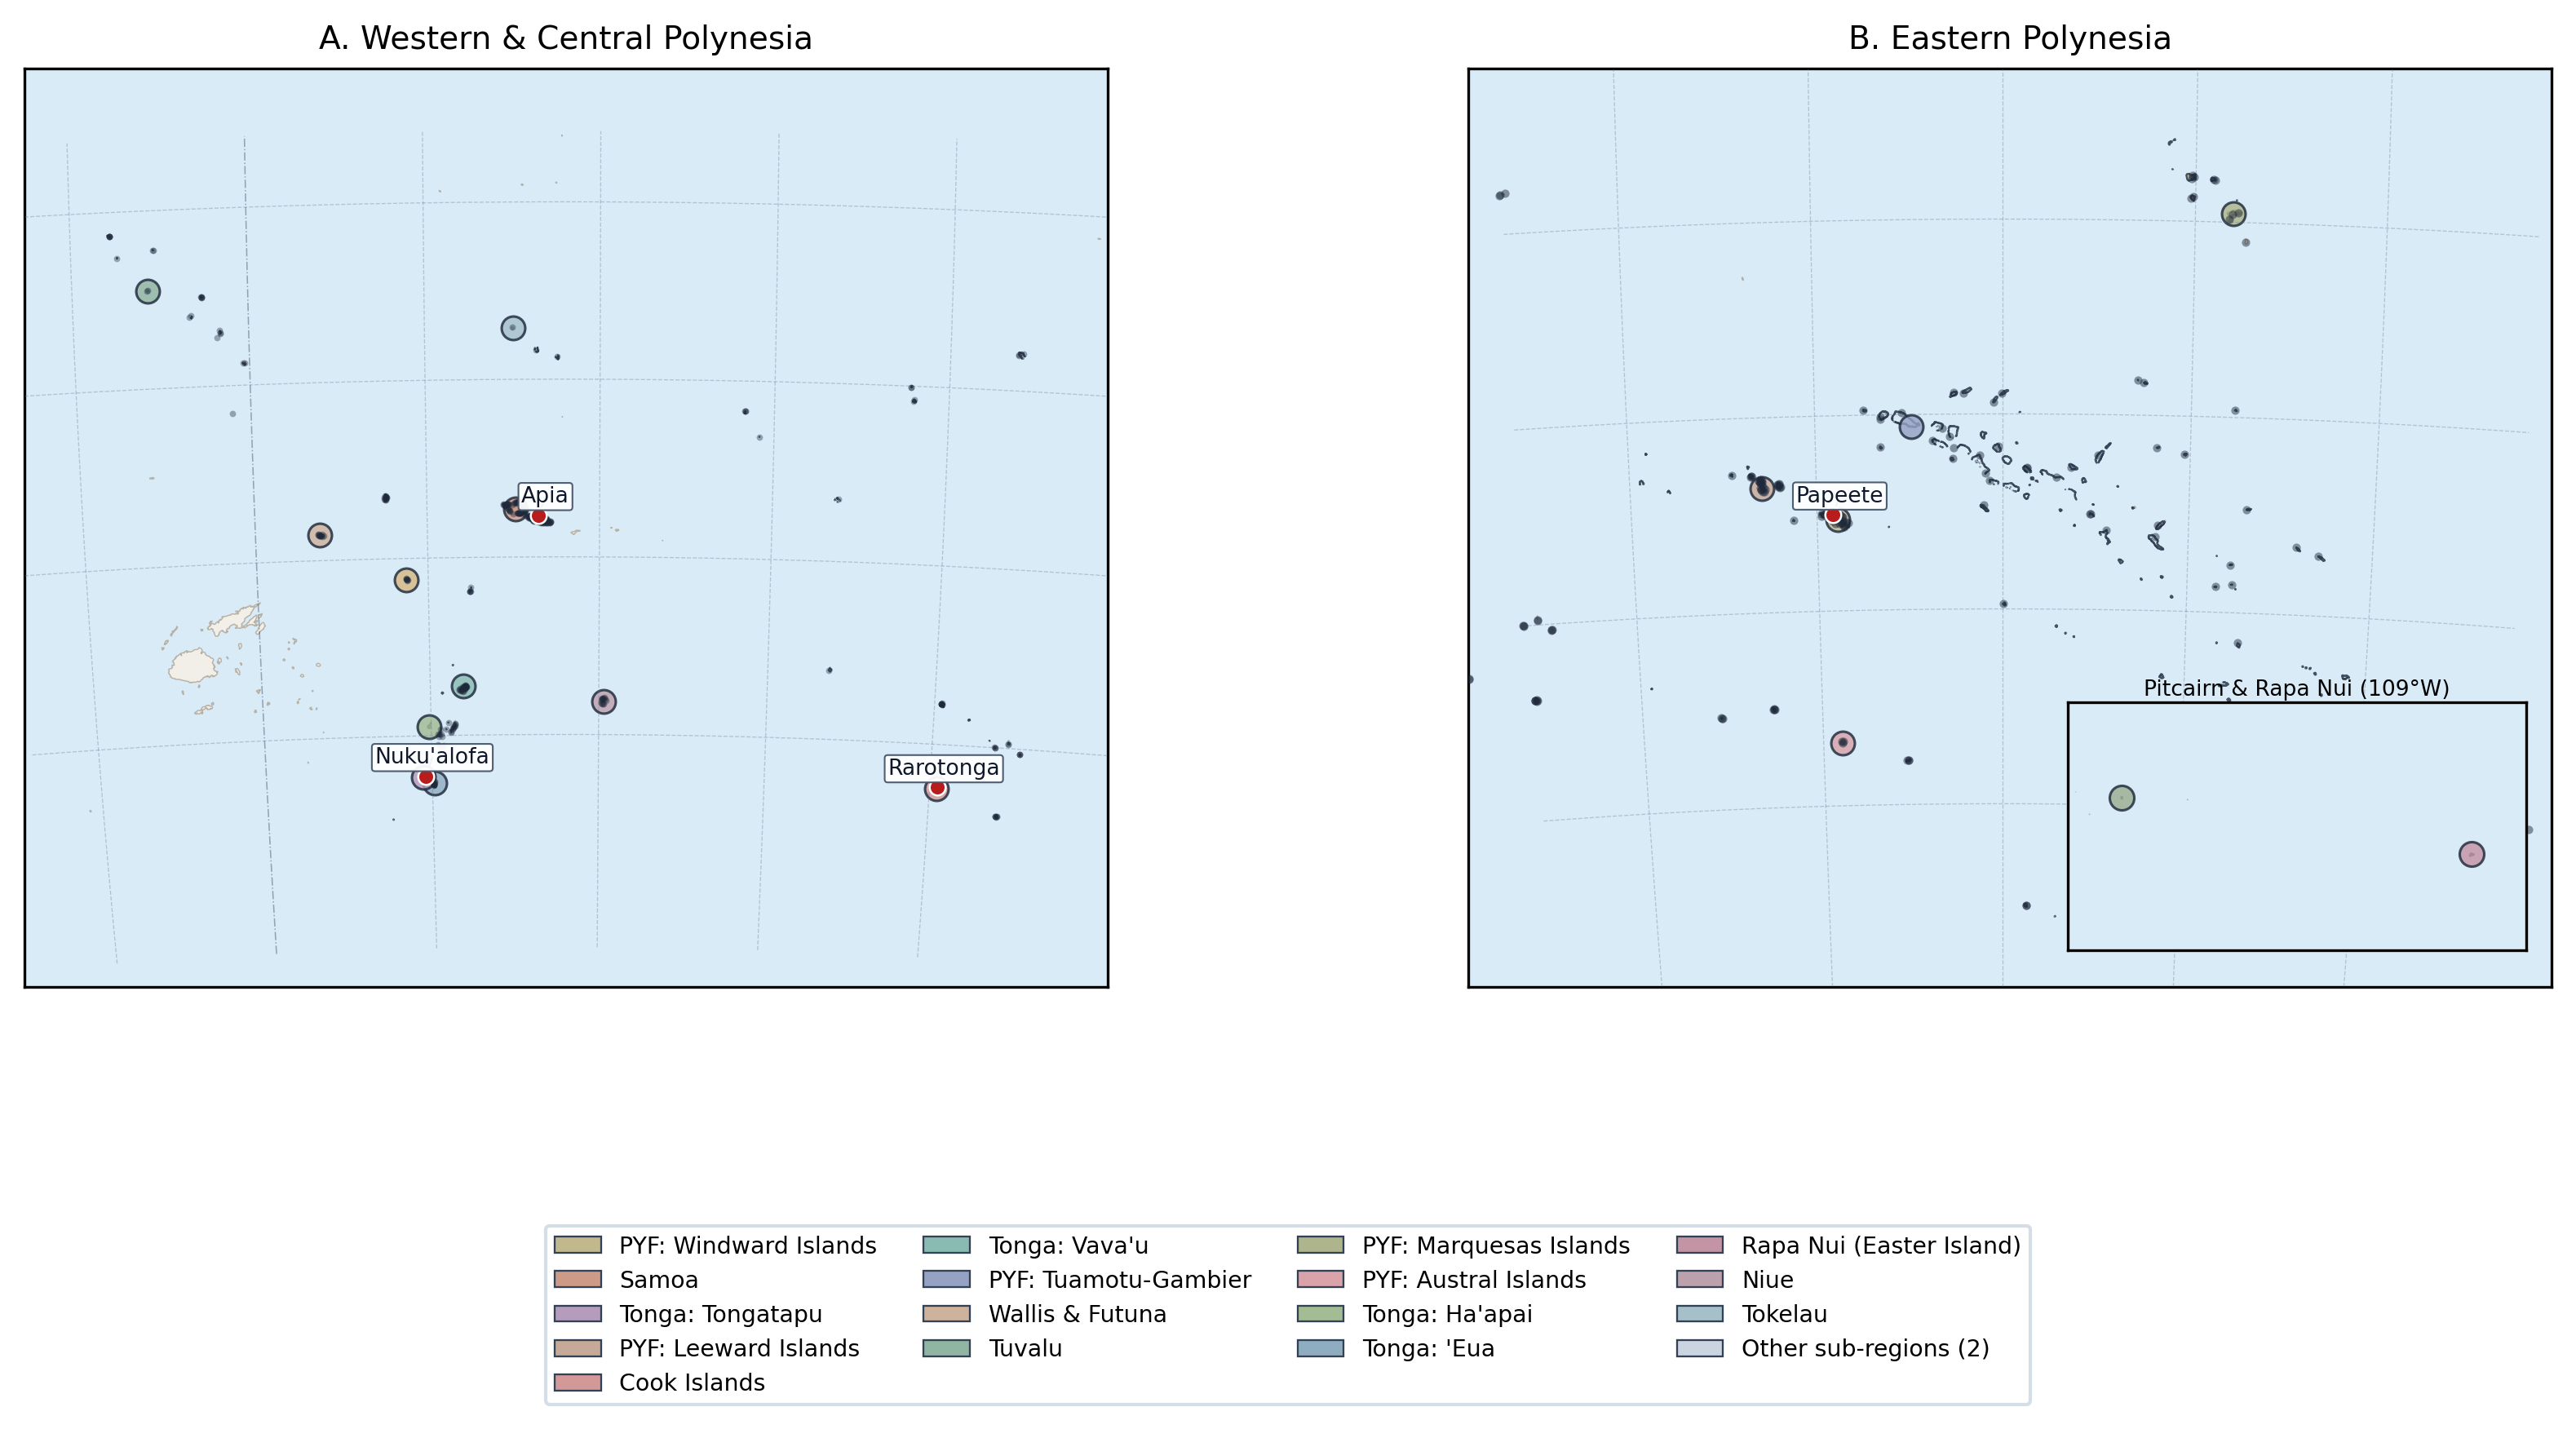 A. Western & Central Polynesia
B. Eastern Polynesia
Apia
Papeete
Nuku'alofa
Rarotonga
Pitcairn & Rapa Nui (109°W)
PYF: Windward Islands
Samoa
Tonga: Tongatapu
PYF: Leeward Islands
Cook Islands
Tonga: Vava'u
PYF: Tuamotu-Gambier
Wallis & Futuna
Tuvalu
PYF: Marquesas Islands
PYF: Austral Islands
Tonga: Ha'apai
Tonga: 'Eua
Rapa Nui (Easter Island)
Niue
Tokelau
Other sub-regions (2)